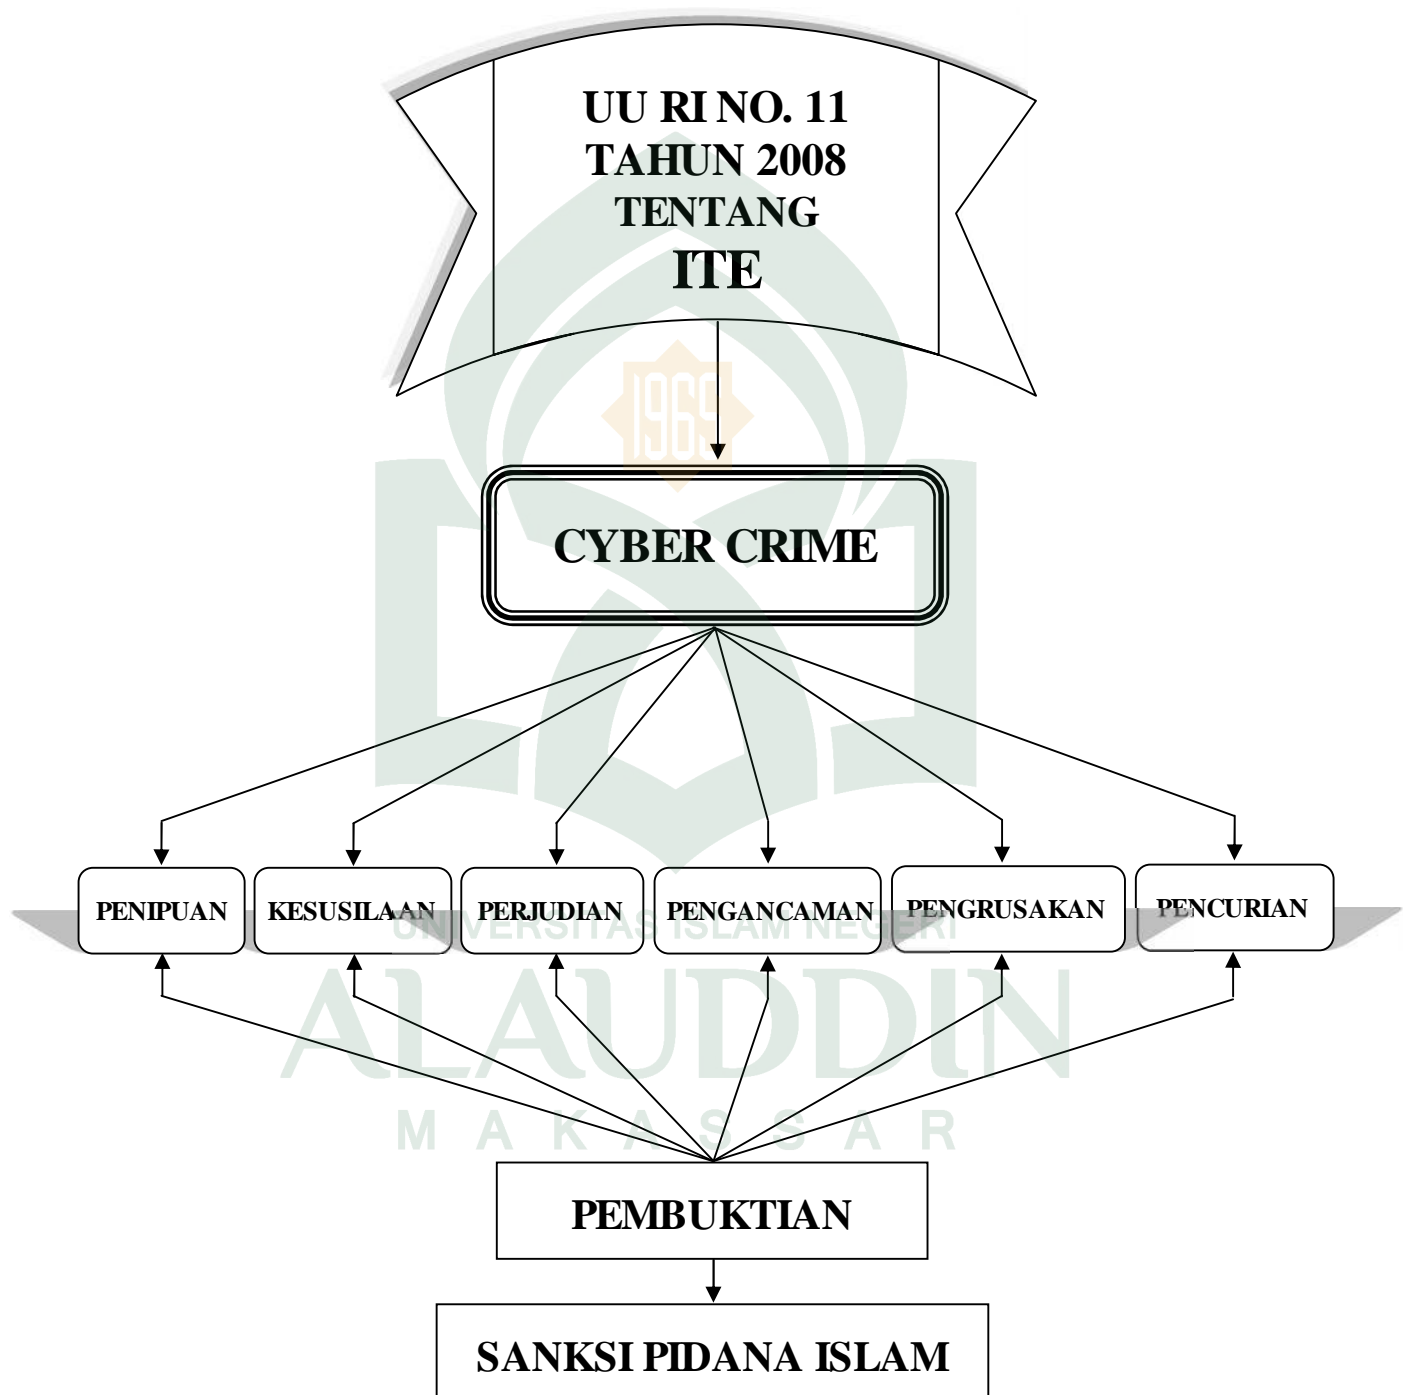 UU RI NO. 11
TAHUN 2008
TENTANG
ITE
1969
CYBER CRIME
PENIPUAN
KESUSILAAN
PERJUDIAN
PENGANCAMAN
PENGRUSAKAN
PENCURIAN
UNIVERSITAS ISLAM NEGERI
ALAUDDIN
MAKASSAR
PEMBUKTIAN
SANKSI PIDANA ISLAM